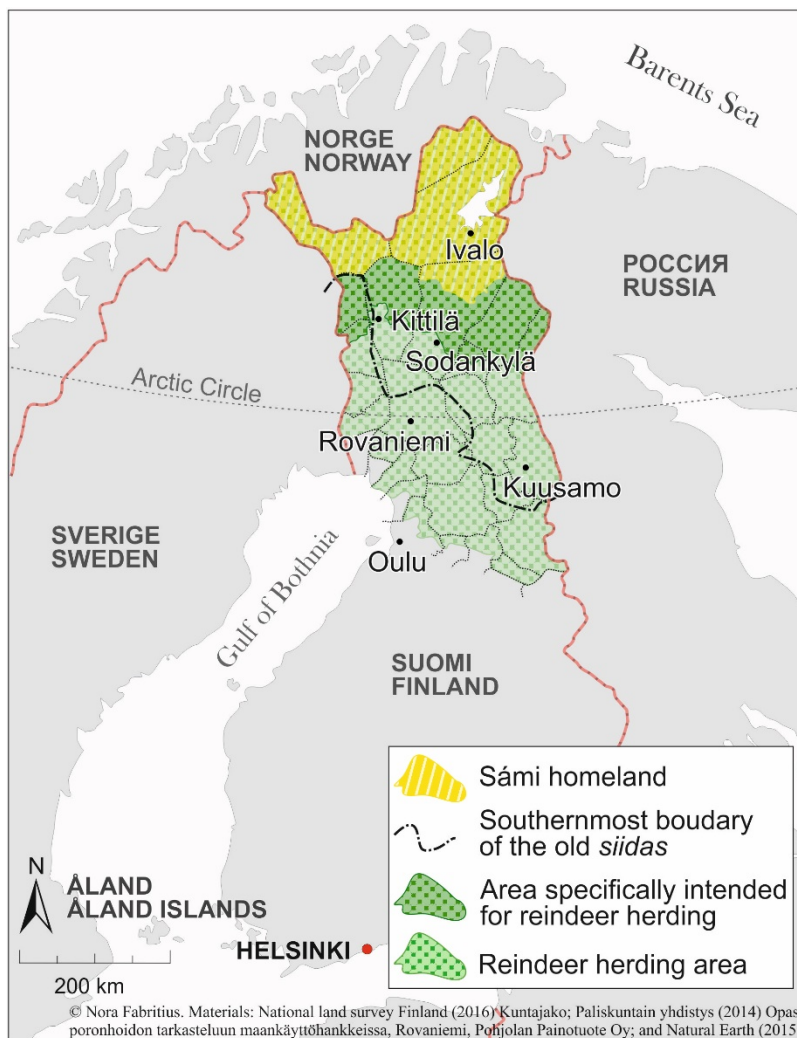 Barents Sea
NORGE
NORWAY
Ivalo
РОССИЯ
RUSSIA
Kittilä
Sodankylä
Arctic Circle
Rovaniemi
Kuusamo
SVERIGE
SWEDEN
Oulu
Gulf of Bothnia
SUOMI
FINLAND
Sámi homeland
Southernmost boudary
of the old siidas
Area specifically intended
for reindeer herding
Reindeer herding area
N
ÅLAND
ÅLAND ISLANDS
HELSINKI
200 km
© Nora Fabritius. Materials: National land survey Finland (2016) Kuntajako; Paliskuntain yhdistys (2014) Opas
poronhoidon tarkasteluun maankäyttöhankkeissa, Rovaniemi, Pohjolan Painotuote Oy; and Natural Earth (2015)